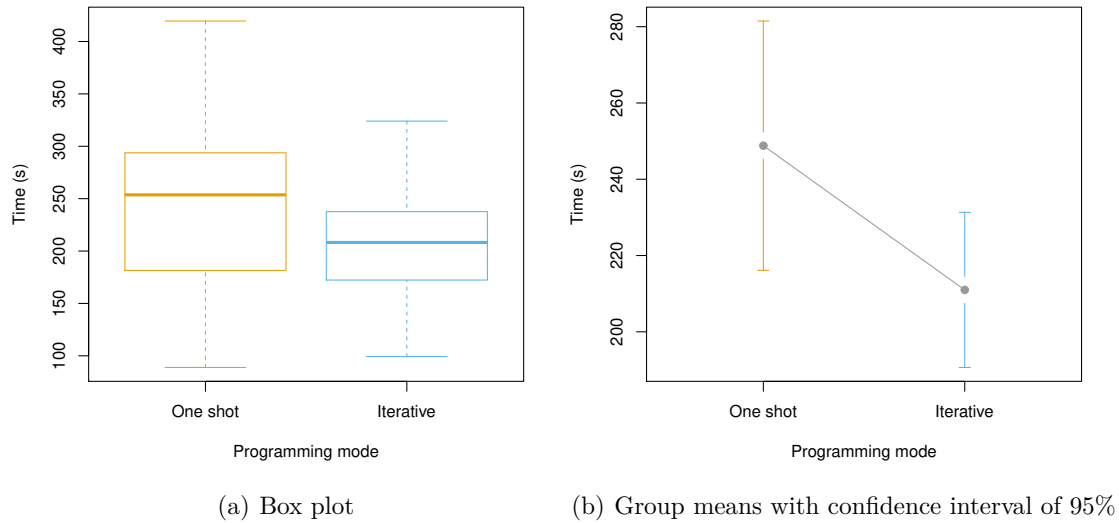 Time (s)
400
350
300
250
200
150
100
One shot
Iterative
Programming mode
(a) Box plot
Time (s)
280
260
240
220
200
One shot
Iterative
Programming mode
(b) Group means with confidence interval of 95%